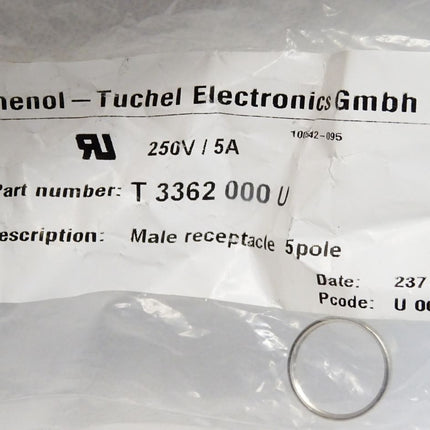 henol – Tuchel Electronics Gmbh
10042-095
RU 250V / 5A
Part number: T 3362 000 U
escription: Male receptacle 5pole
Date: 237
Pcode: U 00